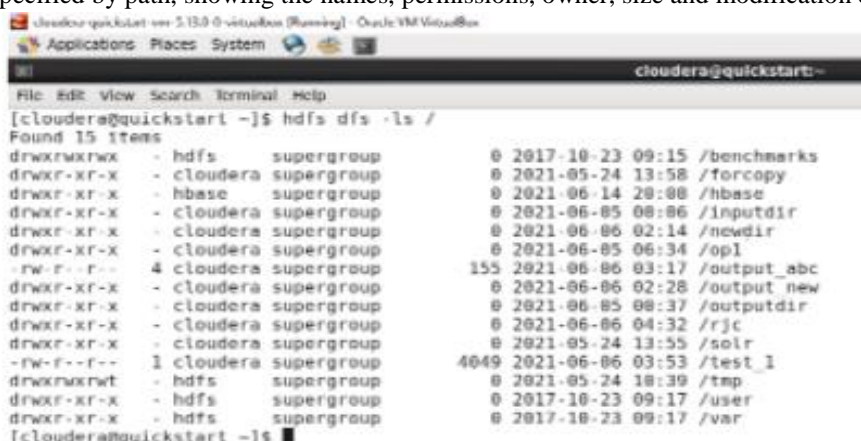 specified by path, showing the names, permissions, owner, size and modification
cloudera-quickstart-vm-5.13.0-0-virtualbox [Running] - Oracle VM VirtualBox
Applications Places System
cloudera@quickstart:~
File Edit View Search Terminal Help
[cloudera@quickstart ~]$ hdfs dfs -ls /
Found 15 items
drwxrwxrwx - hdfs supergroup 0 2017-10-23 09:15 /benchmarks
drwxr-xr-x - cloudera supergroup 0 2021-05-24 13:58 /forcopy
drwxr-xr-x - hbase supergroup 0 2021-06-14 20:08 /hbase
drwxr-xr-x - cloudera supergroup 0 2021-06-05 08:06 /inputdir
drwxr-xr-x - cloudera supergroup 0 2021-06-06 02:14 /newdir
drwxr-xr-x - cloudera supergroup 0 2021-06-05 06:34 /op1
-rw-r--r-- 4 cloudera supergroup 155 2021-06-06 03:17 /output_abc
drwxr-xr-x - cloudera supergroup 0 2021-06-06 02:28 /output_new
drwxr-xr-x - cloudera supergroup 0 2021-06-05 08:37 /outputdir
drwxr-xr-x - cloudera supergroup 0 2021-06-06 04:32 /rjc
drwxr-xr-x - cloudera supergroup 0 2021-05-24 13:55 /solr
-rw-r--r-- 1 cloudera supergroup 4049 2021-06-06 03:53 /test_1
drwxrwxrwt - hdfs supergroup 0 2021-05-24 10:39 /tmp
drwxr-xr-x - hdfs supergroup 0 2017-10-23 09:17 /user
drwxr-xr-x - hdfs supergroup 0 2017-10-23 09:17 /var
[cloudera@quickstart ~]$